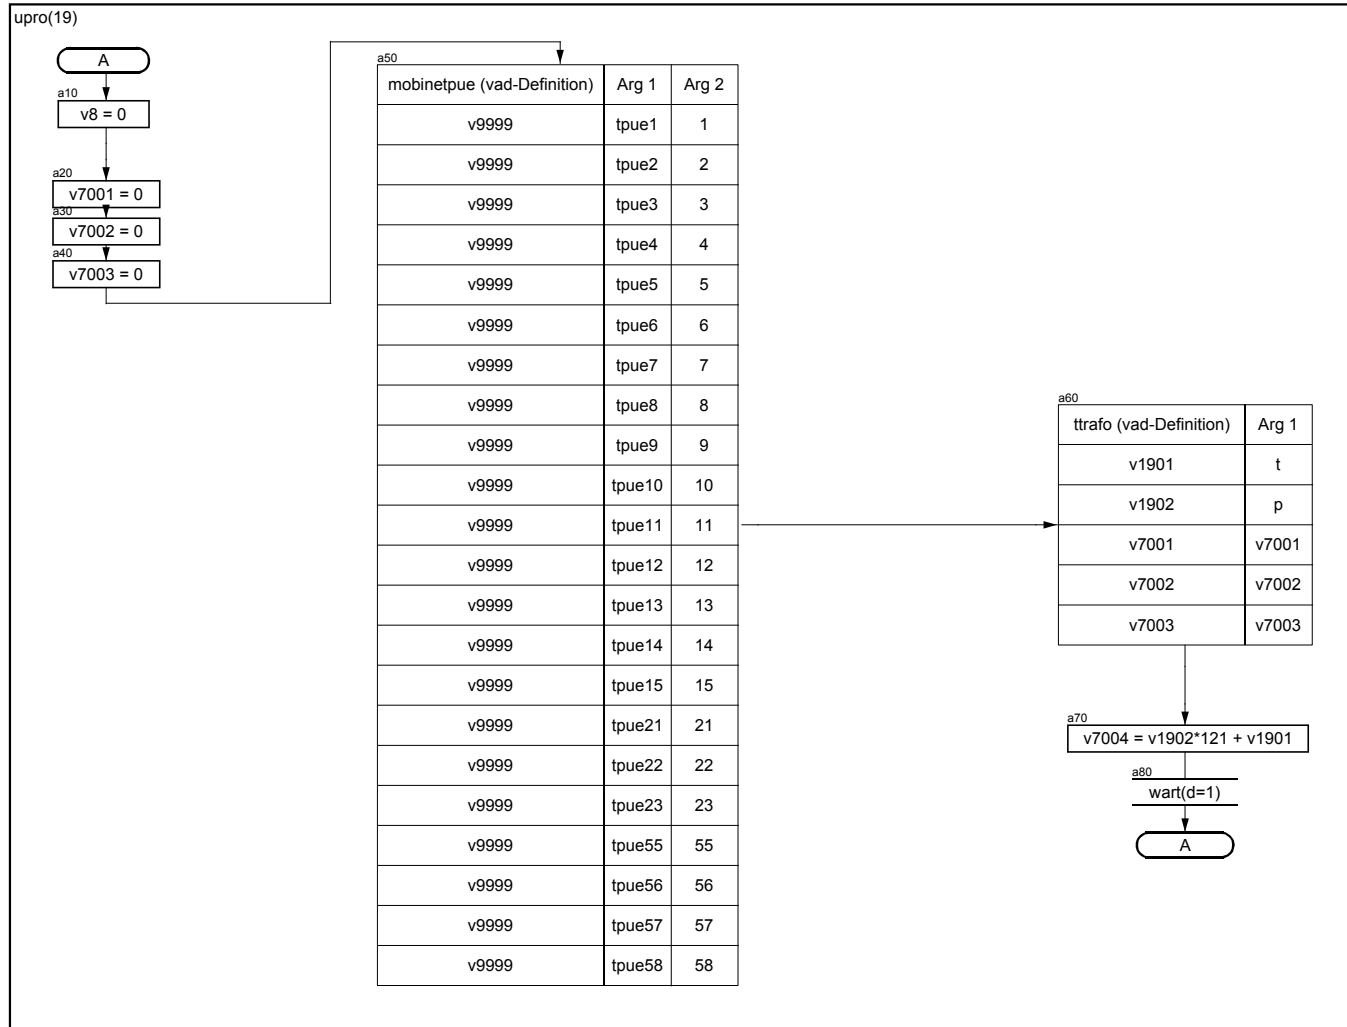 upro(19)
A
a10
v8 = 0
a20
v7001 = 0
a30
v7002 = 0
a40
v7003 = 0
a50
mobinetpue (vad-Definition) Arg 1 Arg 2
v9999 tpue1 1
v9999 tpue2 2
v9999 tpue3 3
v9999 tpue4 4
v9999 tpue5 5
v9999 tpue6 6
v9999 tpue7 7
v9999 tpue8 8
v9999 tpue9 9
v9999 tpue10 10
v9999 tpue11 11
v9999 tpue12 12
v9999 tpue13 13
v9999 tpue14 14
v9999 tpue15 15
v9999 tpue21 21
v9999 tpue22 22
v9999 tpue23 23
v9999 tpue55 55
v9999 tpue56 56
v9999 tpue57 57
v9999 tpue58 58
a60
ttrafo (vad-Definition) Arg 1
v1901 t
v1902 p
v7001 v7001
v7002 v7002
v7003 v7003
a70
v7004 = v1902*121 + v1901
a80
wart(d=1)
A